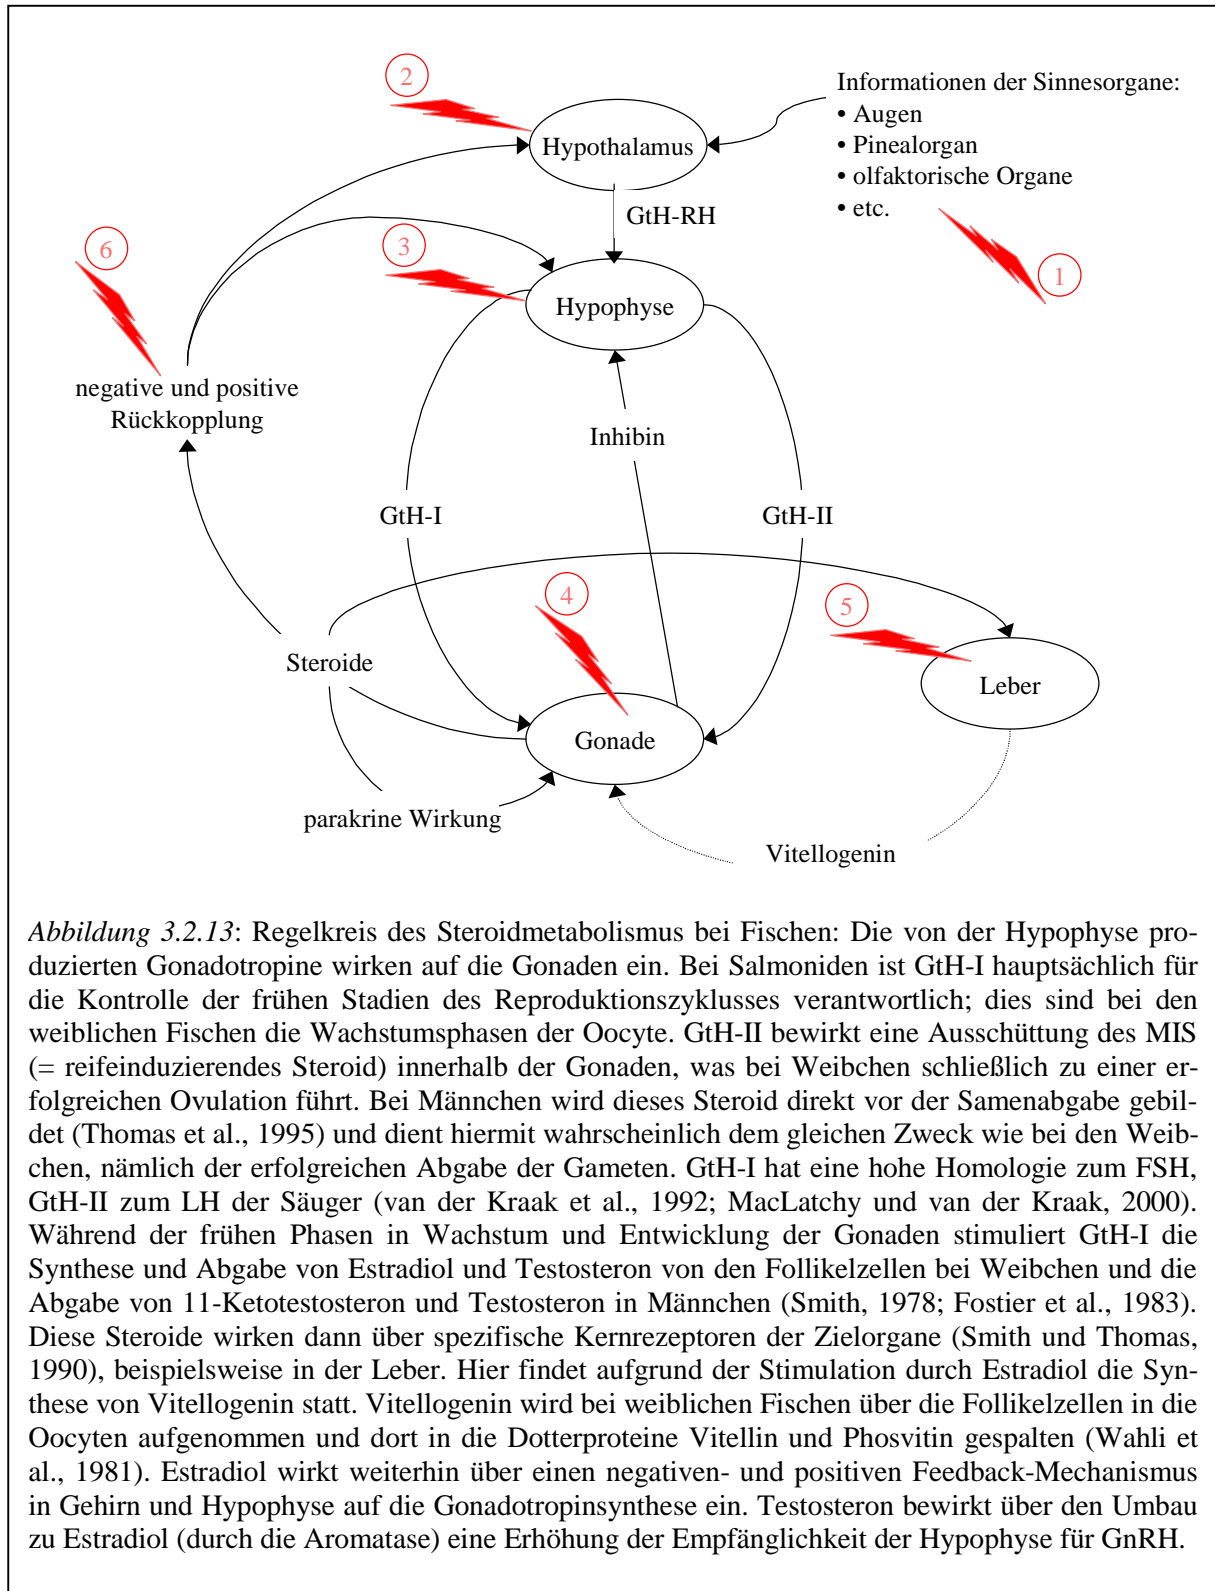 2
Informationen der Sinnesorgane:
• Augen
• Pinealorgan
• olfaktorische Organe
• etc.
Hypothalamus
GtH-RH
6
3
1
Hypophyse
negative und positive
Rückkopplung
Inhibin
GtH-I
GtH-II
4
5
Steroide
Leber
Gonade
parakrine Wirkung
Vitellogenin
Abbildung 3.2.13: Regelkreis des Steroidmetabolismus bei Fischen: Die von der Hypophyse pro-
duzierten Gonadotropine wirken auf die Gonaden ein. Bei Salmoniden ist GtH-I hauptsächlich für
die Kontrolle der frühen Stadien des Reproduktionszyklusses verantwortlich; dies sind bei den
weiblichen Fischen die Wachstumsphasen der Oocyte. GtH-II bewirkt eine Ausschüttung des MIS
(= reifeinduzierendes Steroid) innerhalb der Gonaden, was bei Weibchen schließlich zu einer er-
folgreichen Ovulation führt. Bei Männchen wird dieses Steroid direkt vor der Samenabgabe gebil-
det (Thomas et al., 1995) und dient hiermit wahrscheinlich dem gleichen Zweck wie bei den Weib-
chen, nämlich der erfolgreichen Abgabe der Gameten. GtH-I hat eine hohe Homologie zum FSH,
GtH-II zum LH der Säuger (van der Kraak et al., 1992; MacLatchy und van der Kraak, 2000).
Während der frühen Phasen in Wachstum und Entwicklung der Gonaden stimuliert GtH-I die
Synthese und Abgabe von Estradiol und Testosteron von den Follikelzellen bei Weibchen und die
Abgabe von 11-Ketotestosteron und Testosteron in Männchen (Smith, 1978; Fostier et al., 1983).
Diese Steroide wirken dann über spezifische Kernrezeptoren der Zielorgane (Smith und Thomas,
1990), beispielsweise in der Leber. Hier findet aufgrund der Stimulation durch Estradiol die Syn-
these von Vitellogenin statt. Vitellogenin wird bei weiblichen Fischen über die Follikelzellen in die
Oocyten aufgenommen und dort in die Dotterproteine Vitellin und Phosvitin gespalten (Wahli et
al., 1981). Estradiol wirkt weiterhin über einen negativen- und positiven Feedback-Mechanismus
in Gehirn und Hypophyse auf die Gonadotropinsynthese ein. Testosteron bewirkt über den Umbau
zu Estradiol (durch die Aromatase) eine Erhöhung der Empfänglichkeit der Hypophyse für GnRH.